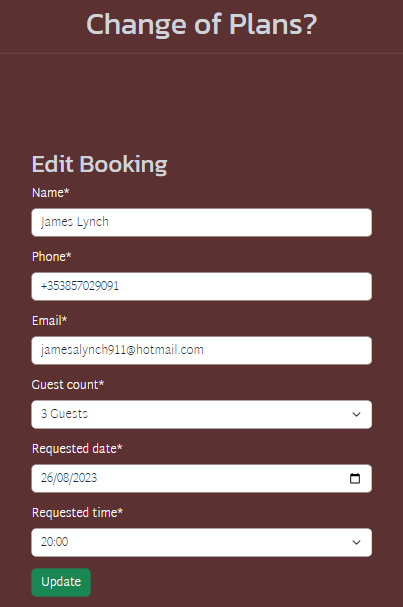 Change of Plans?
Edit Booking
Name*
James Lynch
Phone*
+353857029091
Email*
jamesalynch911@hotmail.com
Guest count*
3 Guests
Requested date*
26/08/2023
Requested time*
20:00
Update